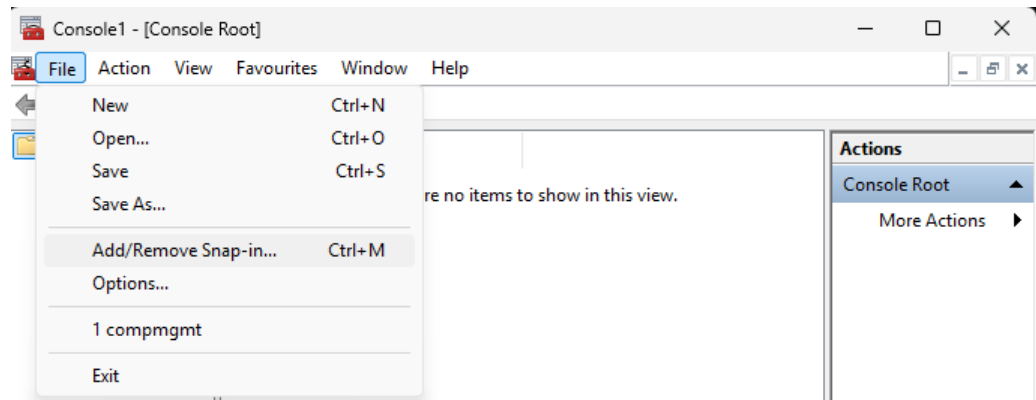 Console1 - [Console Root]
File Action View Favourites Window Help
New Ctrl+N
Open... Ctrl+O
Save Ctrl+S
Save As...
Add/Remove Snap-in... Ctrl+M
Options...
1 compmgmt
Exit
re no items to show in this view.
Actions
Console Root
More Actions